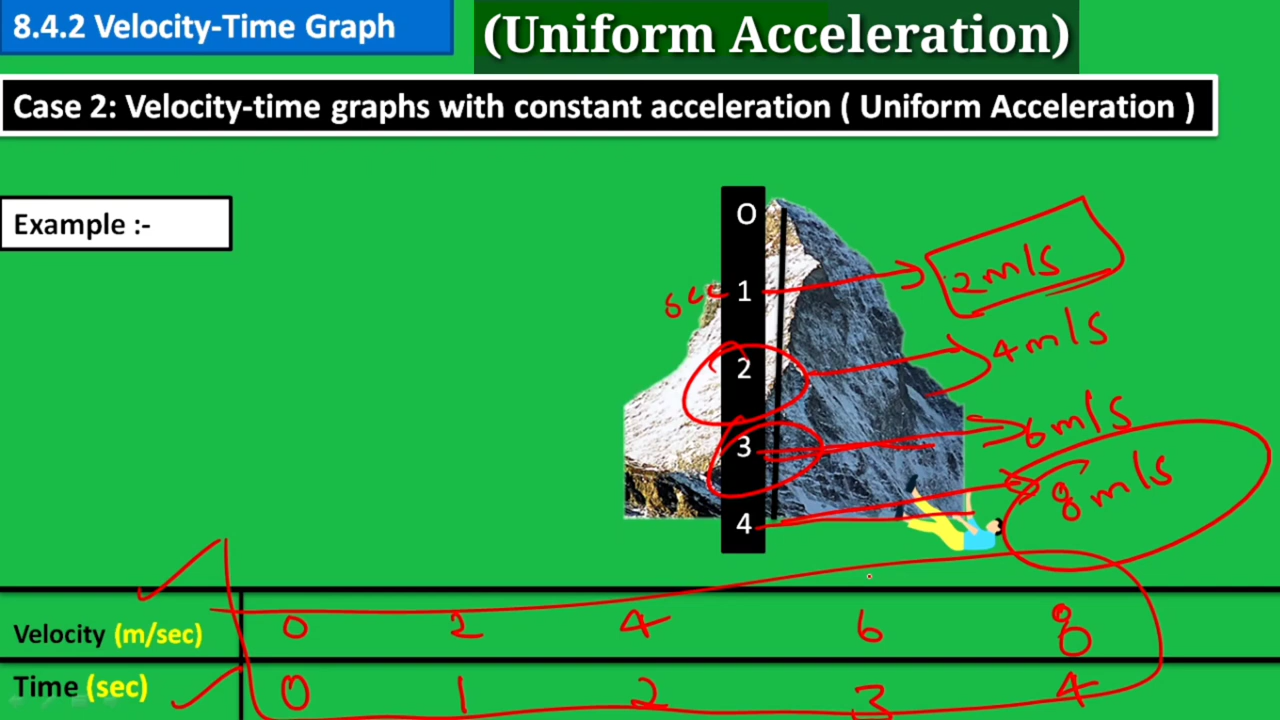 8.4.2 Velocity-Time Graph
(Uniform Acceleration)
Case 2: Velocity-time graphs with constant acceleration ( Uniform Acceleration )
Example :-
0
sec 1 2m/s
2 4m/s
3 6m/s
4 8m/s
Velocity (m/sec) 0 2 4 6 8
Time (sec) 0 1 2 3 4